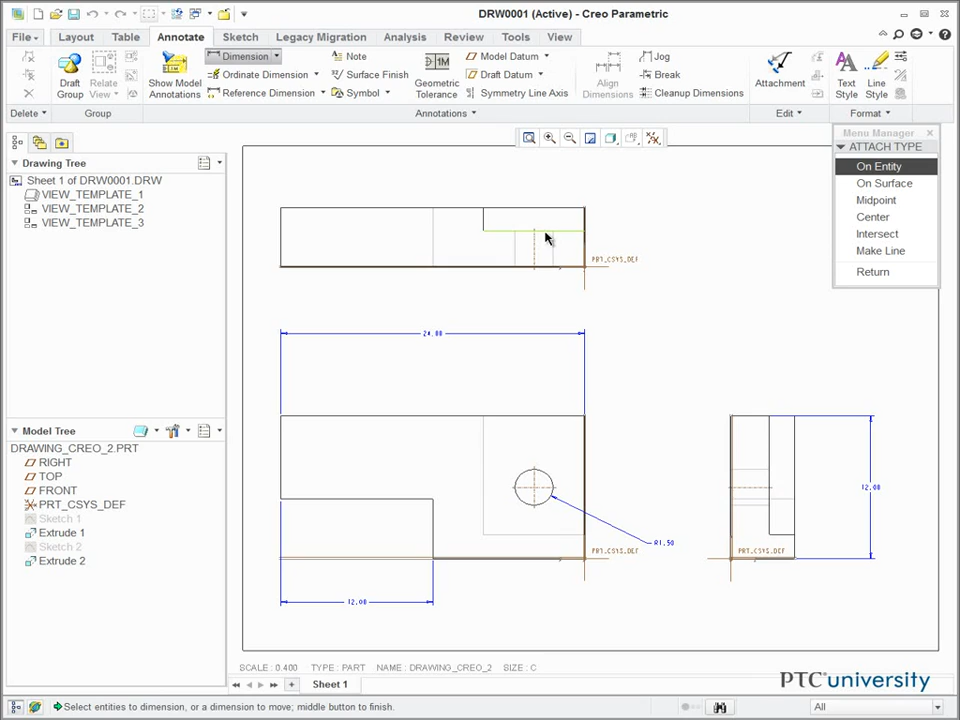 DRW0001 (Active) - Creo Parametric
File Layout Table Annotate Sketch Legacy Migration Analysis Review Tools View
Draft Group
Relate View
Show Model Annotations
Dimension
Ordinate Dimension
Reference Dimension
Note
Surface Finish
Symbol
Geometric Tolerance
Model Datum
Draft Datum
Symmetry Line Axis
Align Dimensions
Jog
Break
Cleanup Dimensions
Attachment
Text Style
Line Style
Delete Group Annotations Edit Format
Menu Manager
ATTACH TYPE
On Entity
On Surface
Midpoint
Center
Intersect
Make Line
Return
Drawing Tree
Sheet 1 of DRW0001.DRW
VIEW_TEMPLATE_1
VIEW_TEMPLATE_2
VIEW_TEMPLATE_3
Model Tree
DRAWING_CREO_2.PRT
RIGHT
TOP
FRONT
PRT_CSYS_DEF
Sketch 1
Extrude 1
Sketch 2
Extrude 2
PRT_CSYS_DEF
24.00
R1.50
PRT_CSYS_DEF
12.00
12.00
PRT_CSYS_DEF
SCALE : 0.400 TYPE : PART NAME : DRAWING_CREO_2 SIZE : C
Sheet 1
PTC university
Select entities to dimension, or a dimension to move; middle button to finish.
All